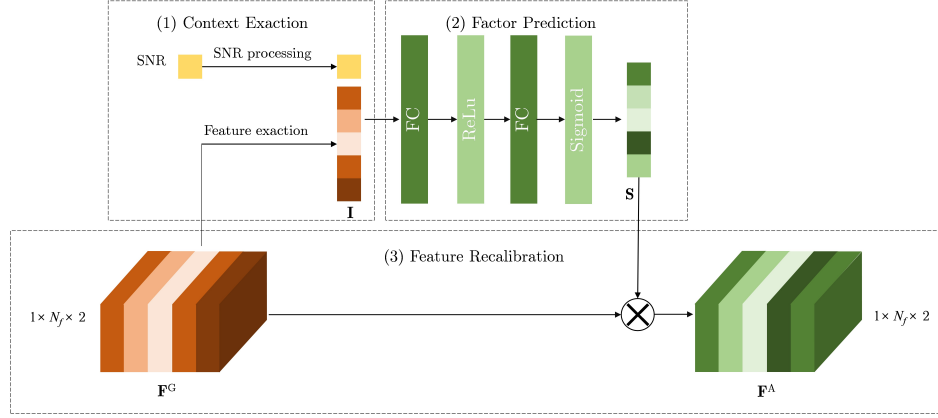 (1) Context Exaction
(2) Factor Prediction
SNR
SNR processing
Feature exaction
I
FC
ReLu
FC
Sigmoid
S
(3) Feature Recalibration
1× N_f × 2
F^G
F^A
1× N_f × 2